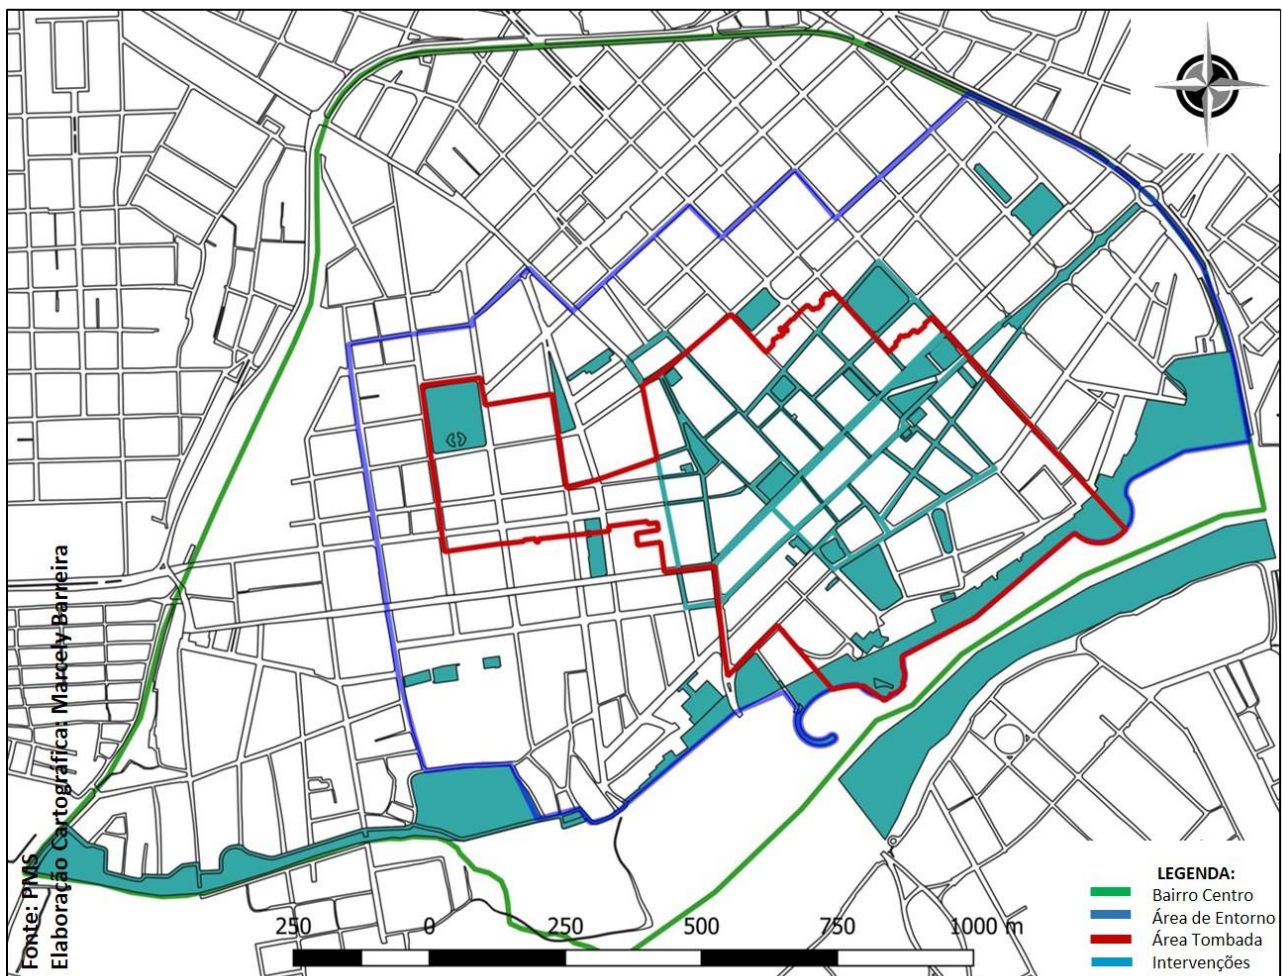 Fonte: PMS
Elaboração Cartográfica: Marcely Barreira
LEGENDA:
Bairro Centro
Área de Entorno
Área Tombada
Intervenções
250 0 250 500 750 1000 m